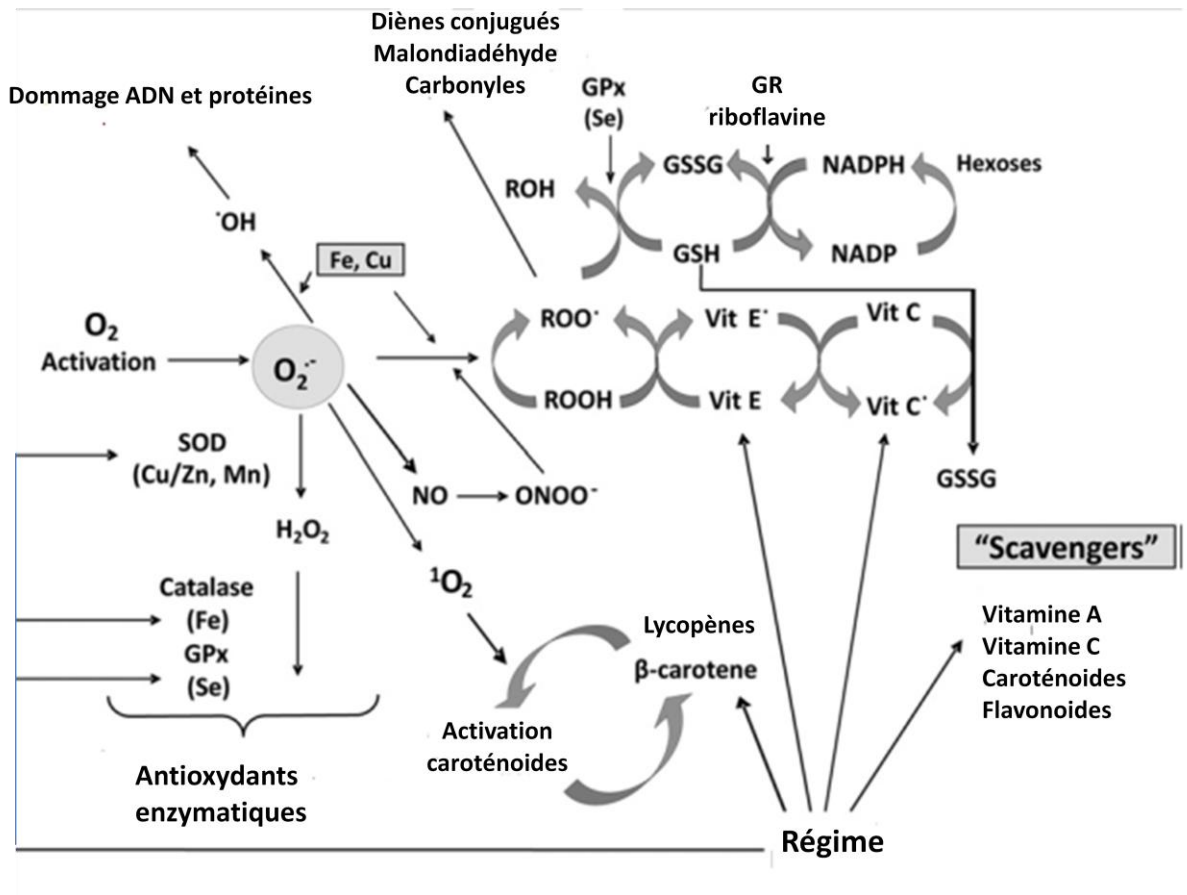 Diènes conjugués
Malondiadéhyde
Carbonyles
Dommage ADN et protéines
GPx
(Se)
GR
riboflavine
ROH
GSSG
NADPH
Hexoses
˙OH
Fe, Cu
GSH
NADP
O₂
Activation
O₂˙⁻
ROO˙
Vit E˙
Vit C
ROOH
Vit E
Vit C˙
SOD
(Cu/Zn, Mn)
NO
ONOO⁻
GSSG
H₂O₂
"Scavengers"
¹O₂
Catalase
(Fe)
GPx
(Se)
Lycopènes
β-carotene
Vitamine A
Vitamine C
Caroténoides
Flavonoides
Activation
caroténoides
Antioxydants
enzymatiques
Régime